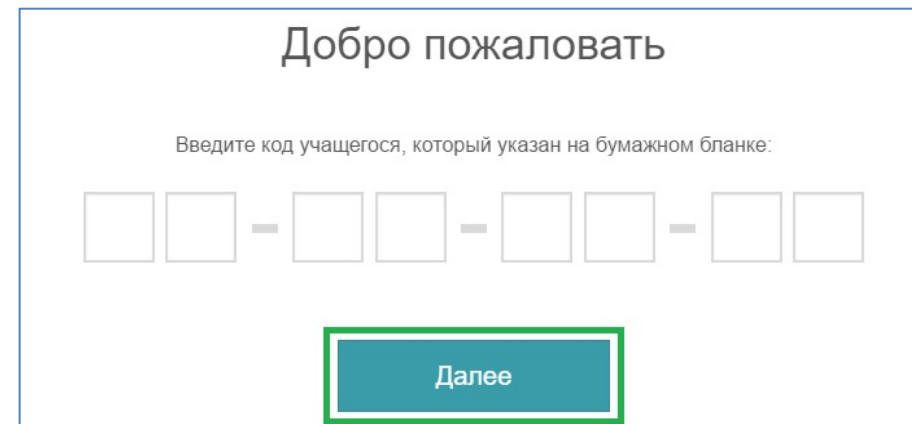 Добро пожаловать
Введите код учащегося, который указан на бумажном бланке:
Далее